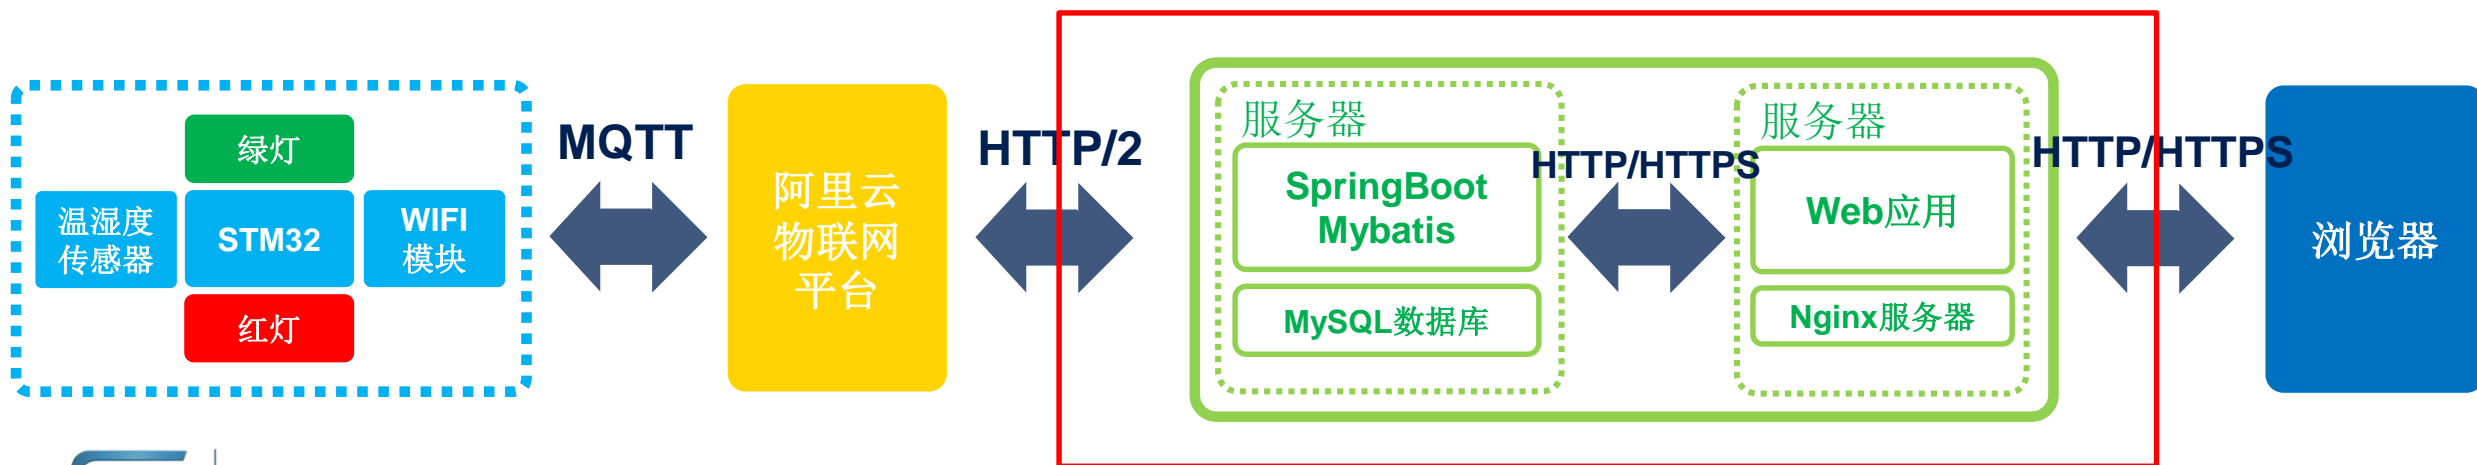 绿灯
温湿度
传感器
STM32
WIFI
模块
红灯
MQTT
阿里云
物联网
平台
HTTP/2
服务器
SpringBoot
Mybatis
MySQL数据库
HTTP/HTTPS
服务器
Web应用
Nginx服务器
HTTP/HTTPS
浏览器